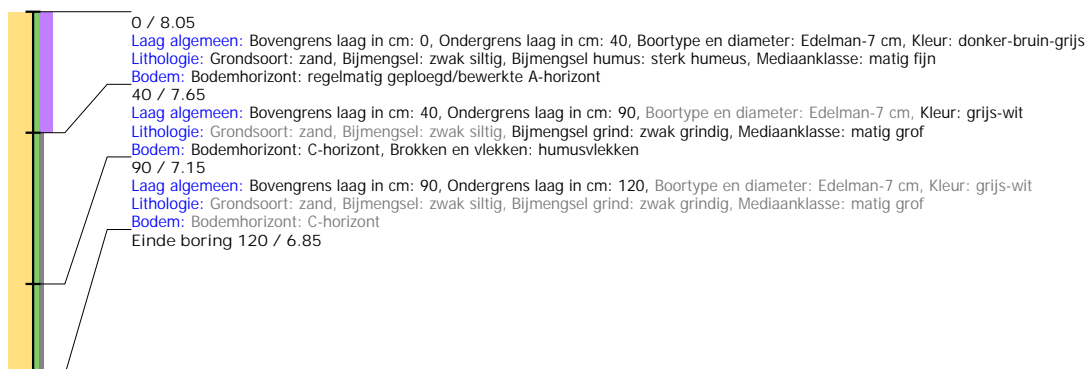 0 / 8.05
Laag algemeen: Bovengrens laag in cm: 0, Ondergrens laag in cm: 40, Boortype en diameter: Edelman-7 cm, Kleur: donker-bruin-grijs
Lithologie: Grondsoort: zand, Bijmengsel: zwak siltig, Bijmengsel humus: sterk humeus, Mediaanklasse: matig fijn
Bodem: Bodemhorizont: regelmatig geploegd/bewerkte A-horizont
40 / 7.65
Laag algemeen: Bovengrens laag in cm: 40, Ondergrens laag in cm: 90, Boortype en diameter: Edelman-7 cm, Kleur: grijs-wit
Lithologie: Grondsoort: zand, Bijmengsel: zwak siltig, Bijmengsel grind: zwak grindig, Mediaanklasse: matig grof
Bodem: Bodemhorizont: C-horizont, Brokken en vlekken: humusvlekken
90 / 7.15
Laag algemeen: Bovengrens laag in cm: 90, Ondergrens laag in cm: 120, Boortype en diameter: Edelman-7 cm, Kleur: grijs-wit
Lithologie: Grondsoort: zand, Bijmengsel: zwak siltig, Bijmengsel grind: zwak grindig, Mediaanklasse: matig grof
Bodem: Bodemhorizont: C-horizont
Einde boring 120 / 6.85